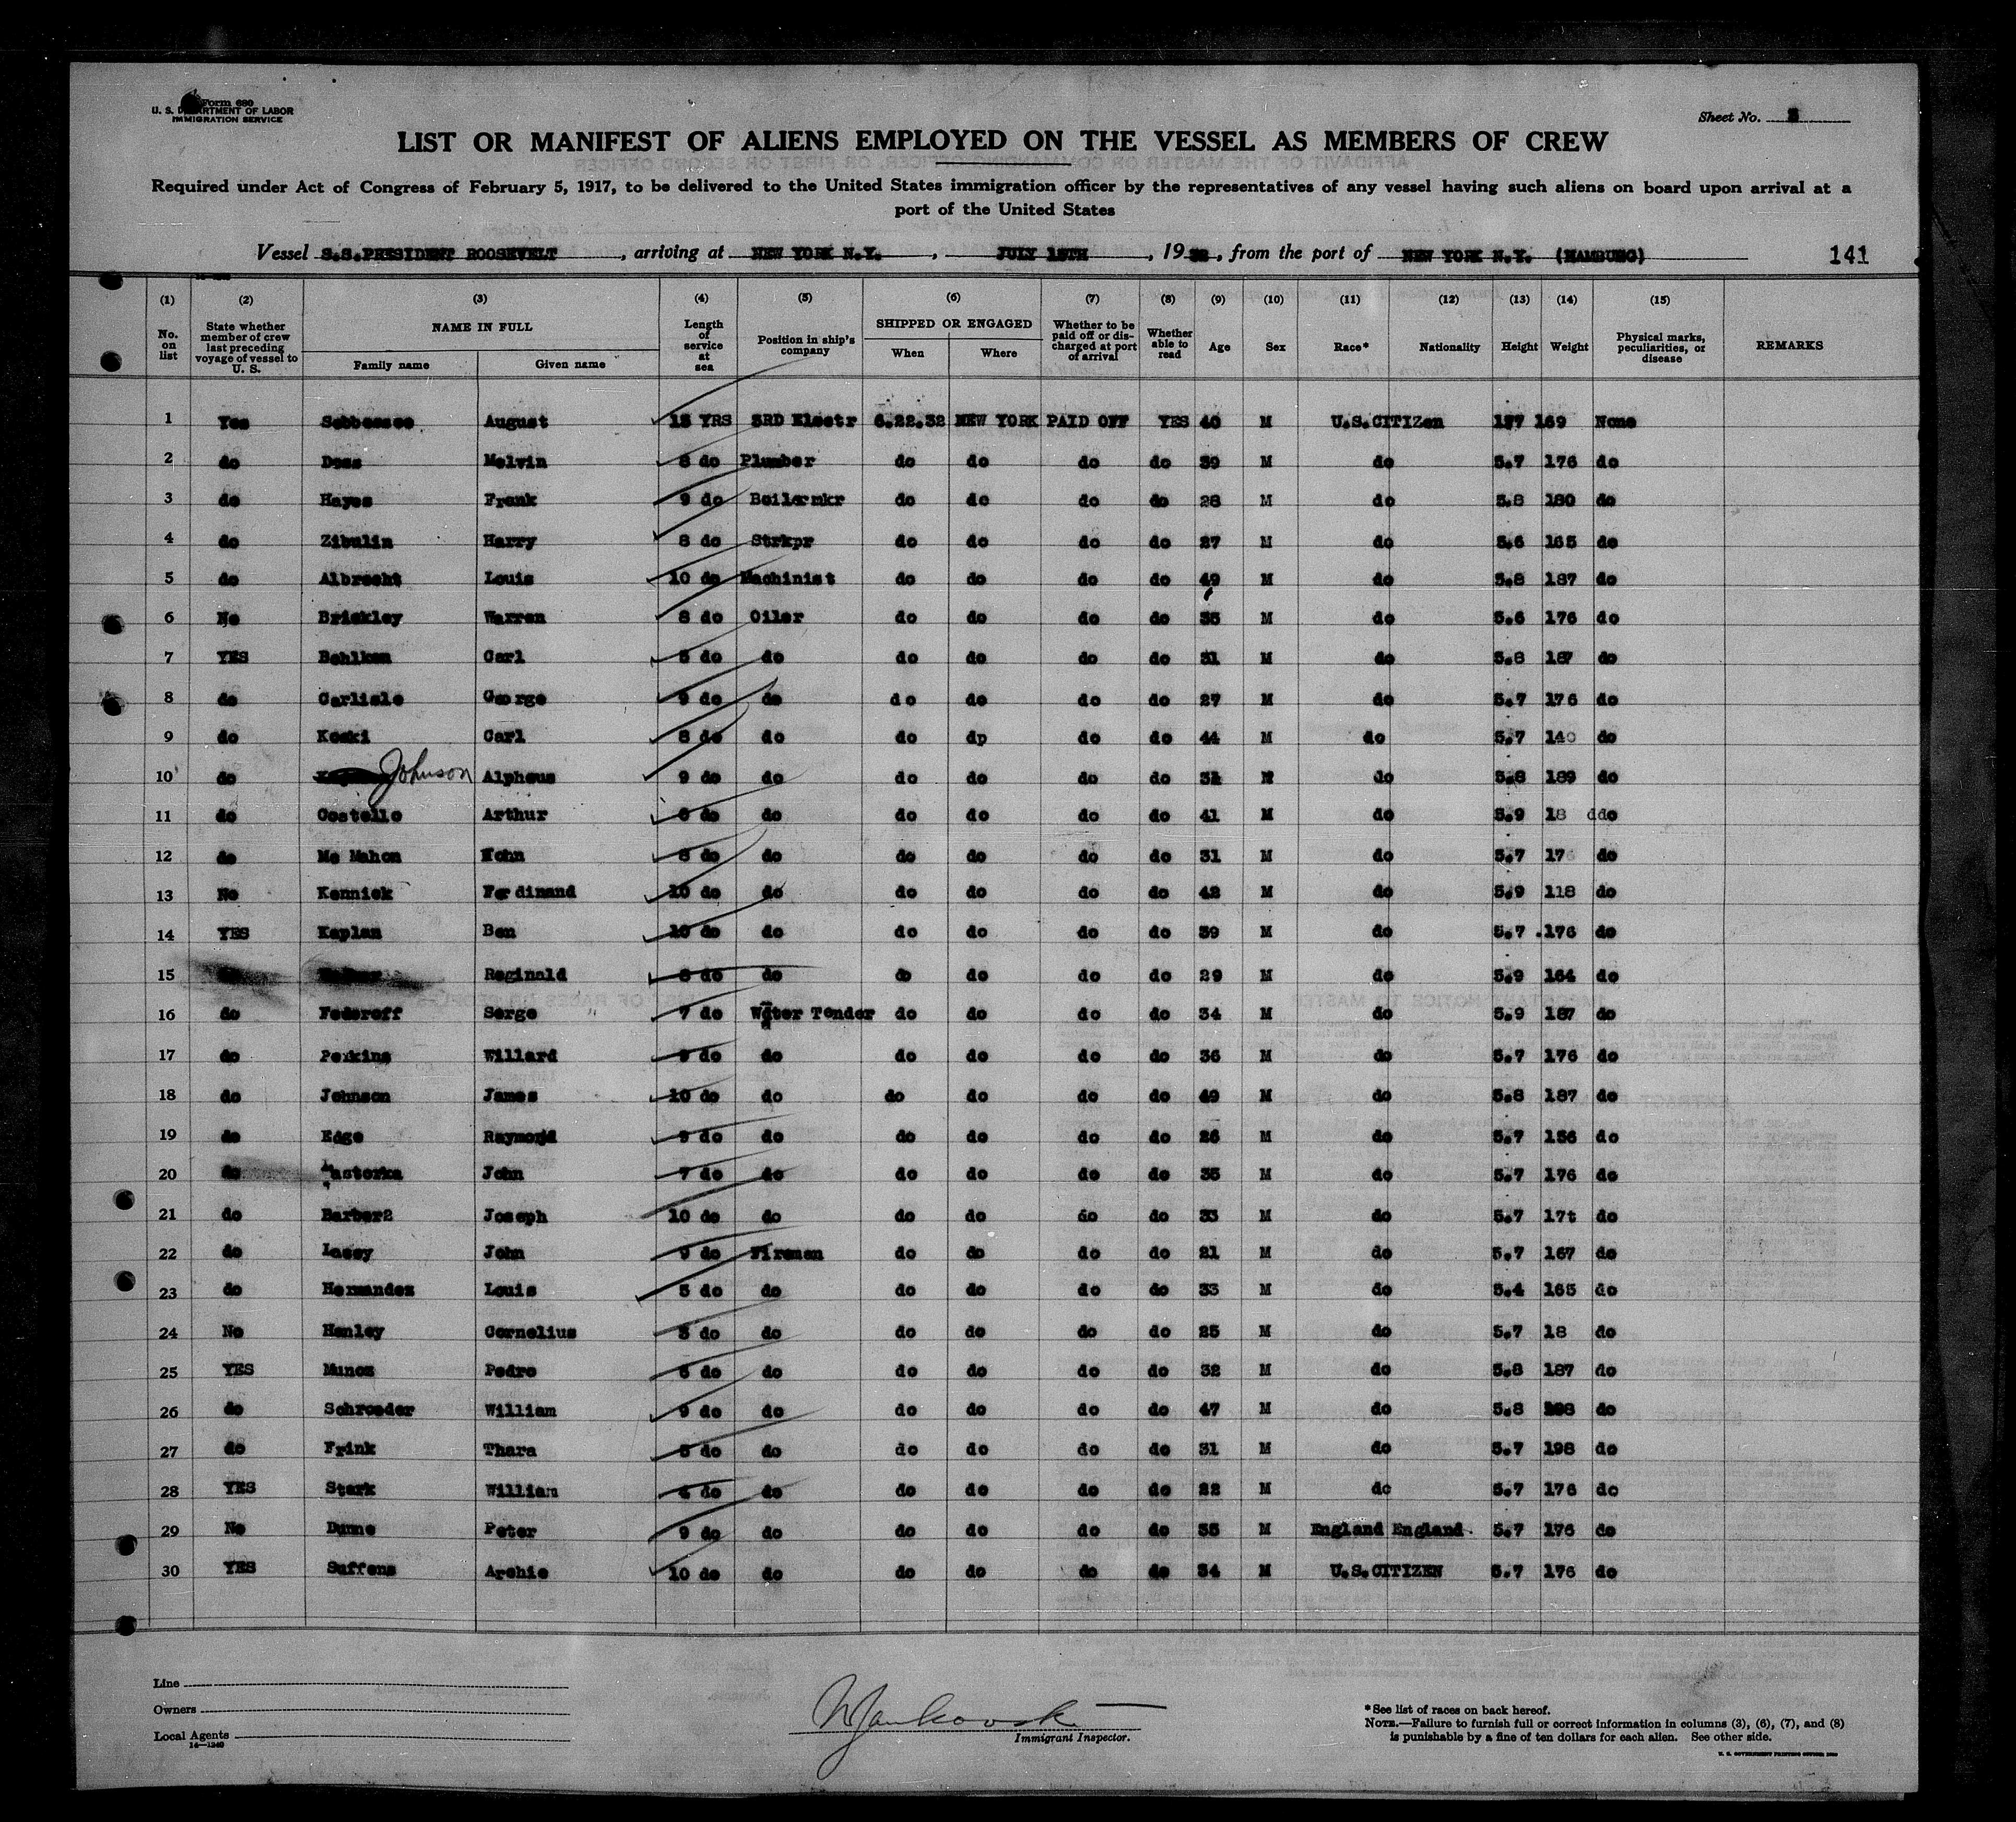 Form 680
U. S. DEPARTMENT OF LABOR
IMMIGRATION SERVICE
Sheet No.
LIST OR MANIFEST OF ALIENS EMPLOYED ON THE VESSEL AS MEMBERS OF CREW
Required under Act of Congress of February 5, 1917, to be delivered to the United States immigration officer by the representatives of any vessel having such aliens on board upon arrival at a
port of the United States
Vessel S.S.PRESIDENT ROOSEVELT, arriving at NEW YORK N.Y., JULY 15TH, 1932, from the port of NEW YORK N.Y. (HAMBURG) 141
(1) No. on list (2) State whether member of crew last preceding voyage of vessel to U. S. (3) NAME IN FULL Family name Given name (4) Length of service at sea (5) Position in ship's company (6) SHIPPED OR ENGAGED When Where (7) Whether to be paid off or discharged at port of arrival (8) Whether able to read (9) Age (10) Sex (11) Race* (12) Nationality (13) Height (14) Weight (15) Physical marks, peculiarities, or disease REMARKS
1 Yes August YRS 3RD Electr 6.22.32 NEW YORK PAID OFF YES 40 M U.S.CITIZen 169 None
2 do Doss Melvin 8 do Plumber do do do do 39 M do 5.7 176 do
3 do Hayes Frank 9 do Boilermkr do do do do 28 M do 5.8 180 do
4 do Zibulin Harry 8 do Strkpr do do do do 27 M do 5.6 165 do
5 do Albrecht Louis 10 do Machinist do do do do 49 M do 5.8 187 do
6 No Brickley Warren 8 do Oiler do do do do 35 M do 5.6 176 do
7 YES Bohlken Carl 5 do do do do do do 31 M do 5.8 187 do
8 do Carlisle George 9 do do do do do do 27 M do 5.7 176 do
9 do Koski Carl 8 do do do dp do do 44 M do 5.7 140 do
10 do Johnson Alpheus 9 do do do do do do M do 5.8 189 do
11 do Costello Arthur 6 do do do do do do 41 M do 5.9 18 ddo
12 do Mc Mahon 8 do do do do do do 31 M do 5.7 17 do
13 No Kennick Ferdinand 10 do do do do do do 42 M do 5.9 118 do
14 YES Kaplan Ben 10 do do do do do do 39 M do 5.7 .176 do
15 Reginald 8 do do do do do do 29 M do 5.9 164 do
16 do Federoff Serge 7 do Water Tender do do do do 34 M do 5.9 187 do
17 do Perkins Willard 9 do do do do do do 36 M do 5.7 176 do
18 do Johnson James 10 do do do do do do 49 M do 5.8 187 do
19 do Edge Raymond 9 do do do do do do 26 M do 5.7 156 do
20 do astorka John 7 do do do do do do 35 M do 5.7 176 do
21 do Barber2 Joseph 10 do do do do do do 33 M do 5.7 17t do
22 do Lacey John 9 do Firemen do do do do 21 M do 5.7 167 do
23 do Hernandez Louis 5 do do do do do do 33 M do 5.4 165 do
24 No Henley Cornelius 8 do do do do do do 25 M do 5.7 18 do
25 YES Munoz Pedro 6 do do do do do do 32 M do 5.8 187 do
26 do Schroeder William 9 do do do do do do 47 M do 5.8 do
27 do Frink Thara 8 do do do do do do 31 M do 5.7 198 do
28 YES Stark William 4 do do do do do do 22 M do 5.7 176 do
29 No Dunne Peter 9 do do do do do do 35 M England England 5.7 176 do
30 YES Suffens Archie 10 do do do do do do 34 M U.S.CITIZEN 5.7 176 do
Line
Owners
Local Agents
14—1240
Immigrant Inspector.
*See list of races on back hereof.
NOTE.—Failure to furnish full or correct information in columns (3), (6), (7), and (8)
is punishable by a fine of ten dollars for each alien. See other side.